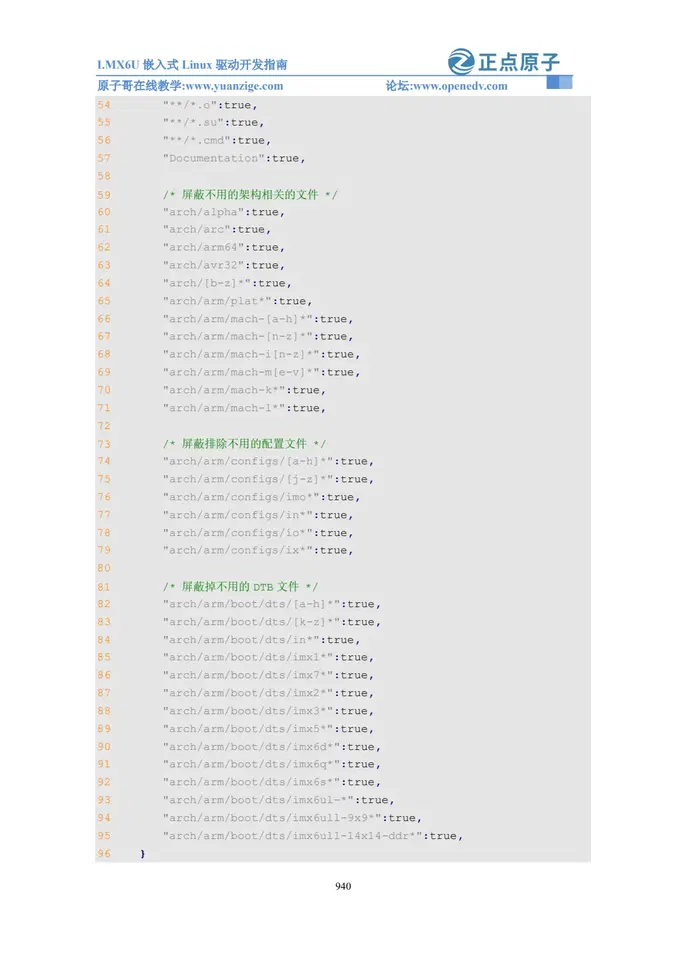 I.MX6U 嵌入式 Linux 驱动开发指南
正点原子
原子哥在线教学:www.yuanzige.com 论坛:www.openedv.com
54 "**/*.o":true,
55 "**/*.su":true,
56 "**/*.cmd":true,
57 "Documentation":true,
58
59 /* 屏蔽不用的架构相关的文件 */
60 "arch/alpha":true,
61 "arch/arc":true,
62 "arch/arm64":true,
63 "arch/avr32":true,
64 "arch/[b-z]*":true,
65 "arch/arm/plat*":true,
66 "arch/arm/mach-[a-h]*":true,
67 "arch/arm/mach-[n-z]*":true,
68 "arch/arm/mach-i[n-z]*":true,
69 "arch/arm/mach-m[e-v]*":true,
70 "arch/arm/mach-k*":true,
71 "arch/arm/mach-l*":true,
72
73 /* 屏蔽排除不用的配置文件 */
74 "arch/arm/configs/[a-h]*":true,
75 "arch/arm/configs/[j-z]*":true,
76 "arch/arm/configs/imo*":true,
77 "arch/arm/configs/in*":true,
78 "arch/arm/configs/io*":true,
79 "arch/arm/configs/ix*":true,
80
81 /* 屏蔽掉不用的 DTB 文件 */
82 "arch/arm/boot/dts/[a-h]*":true,
83 "arch/arm/boot/dts/[k-z]*":true,
84 "arch/arm/boot/dts/in*":true,
85 "arch/arm/boot/dts/imx1*":true,
86 "arch/arm/boot/dts/imx7*":true,
87 "arch/arm/boot/dts/imx2*":true,
88 "arch/arm/boot/dts/imx3*":true,
89 "arch/arm/boot/dts/imx5*":true,
90 "arch/arm/boot/dts/imx6d*":true,
91 "arch/arm/boot/dts/imx6q*":true,
92 "arch/arm/boot/dts/imx6s*":true,
93 "arch/arm/boot/dts/imx6ul-*":true,
94 "arch/arm/boot/dts/imx6ull-9x9*":true,
95 "arch/arm/boot/dts/imx6ull-14x14-ddr*":true,
96 }
940